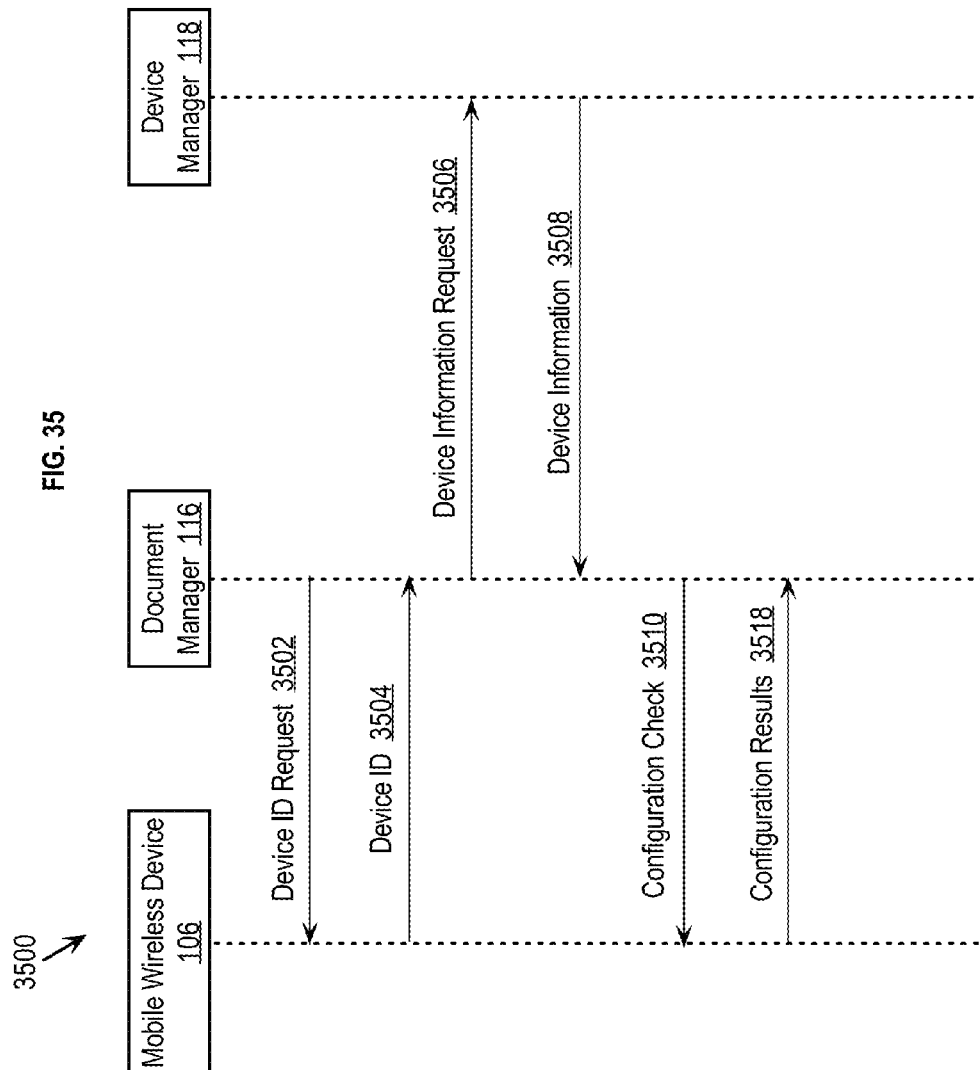 3500
FIG. 35
Mobile Wireless Device
106
Document
Manager 116
Device
Manager 118
Device ID Request 3502
Device ID 3504
Device Information Request 3506
Device Information 3508
Configuration Check 3510
Configuration Results 3518